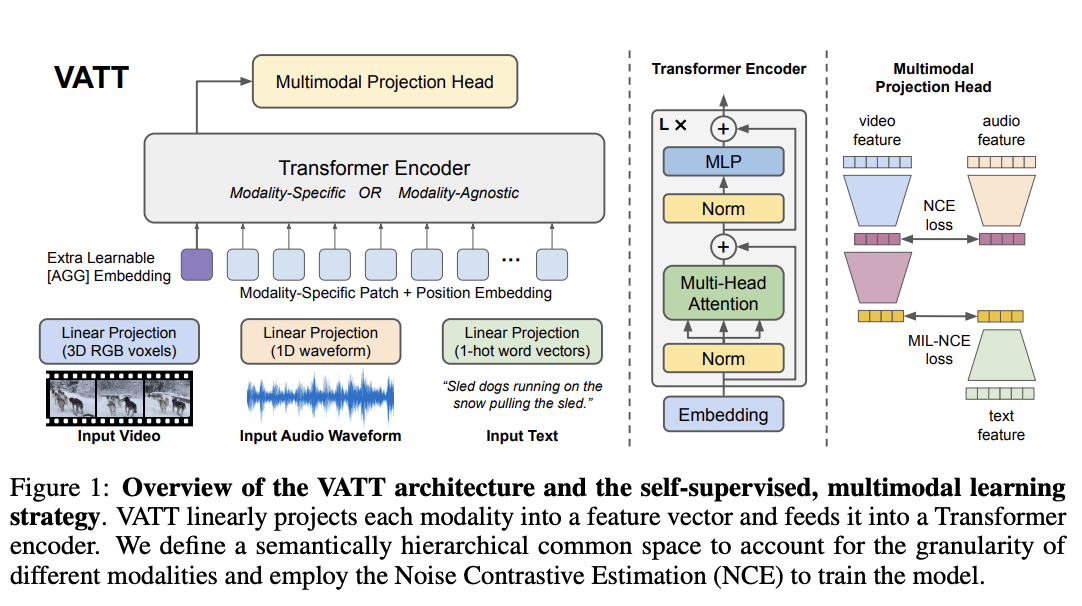 VATT
Multimodal Projection Head
Transformer Encoder
Modality-Specific OR Modality-Agnostic
Extra Learnable
[AGG] Embedding
...
Modality-Specific Patch + Position Embedding
Linear Projection
(3D RGB voxels)
Linear Projection
(1D waveform)
Linear Projection
(1-hot word vectors)
“Sled dogs running on the
snow pulling the sled.”
Input Video
Input Audio Waveform
Input Text
Transformer Encoder
L ×
+
MLP
Norm
+
Multi-Head
Attention
Norm
Embedding
Multimodal
Projection Head
video
feature
audio
feature
NCE
loss
MIL-NCE
loss
text
feature
Figure 1: Overview of the VATT architecture and the self-supervised, multimodal learning
strategy. VATT linearly projects each modality into a feature vector and feeds it into a Transformer
encoder. We define a semantically hierarchical common space to account for the granularity of
different modalities and employ the Noise Contrastive Estimation (NCE) to train the model.